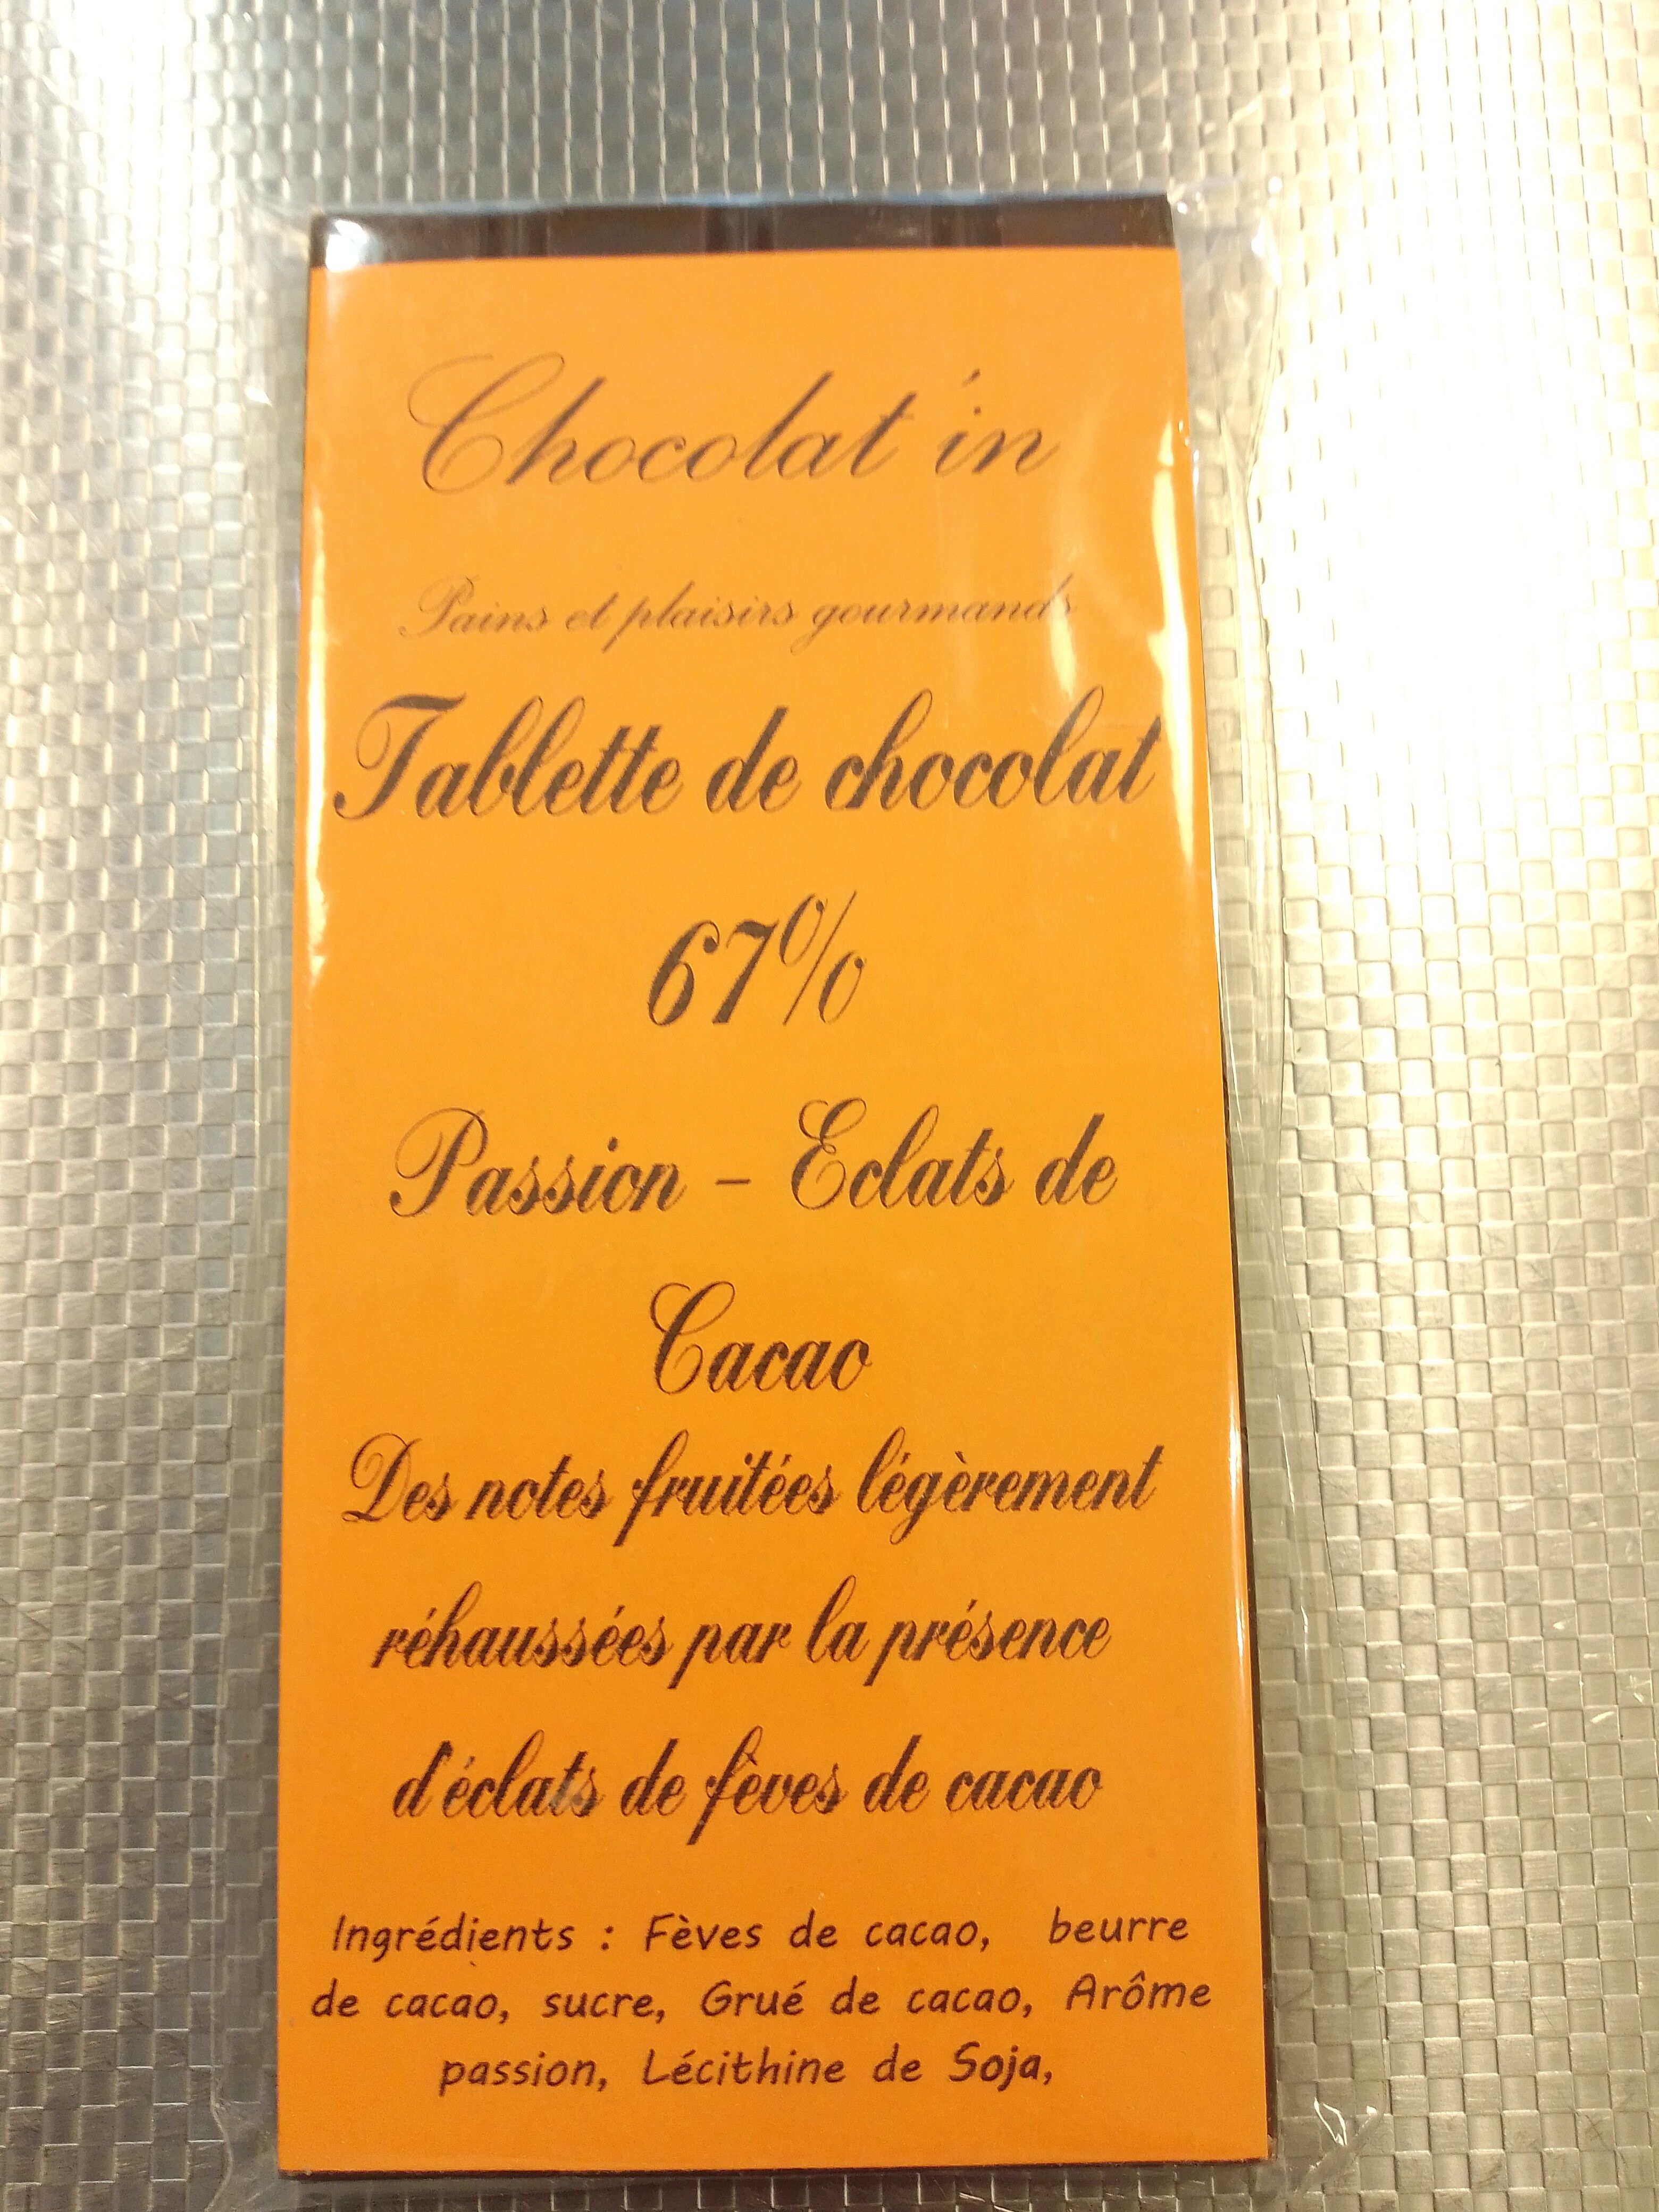 Chocolat'in
Pains et plaisirs gourmands
Tablette de chocolat
67%
Passion - Eclats de
Cacao
Des notes fruitées légèrement
réhaussées par la présence
d'éclats de fèves de cacao
Ingrédients : Fèves de cacao, beurre
de cacao, sucre, Grué de cacao, Arôme
passion, Lécithine de Soja,